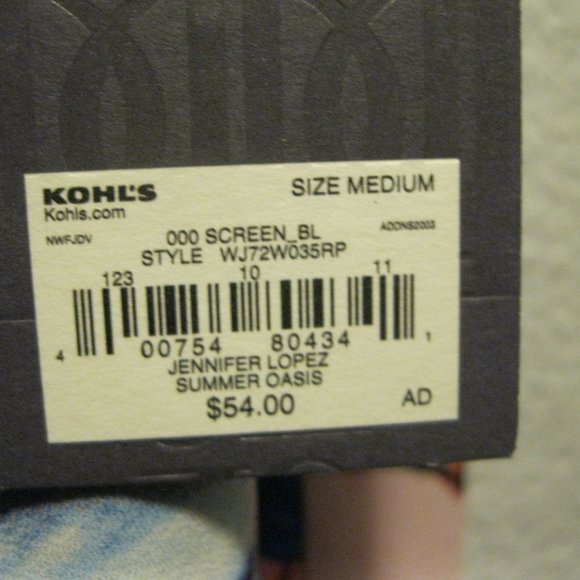 KOHL'S
SIZE MEDIUM
Kohls.com
NWFJDV
000 SCREEN_BL
ADDNS2003
STYLE WJ72W035RP
123 10 11
4 00754 80434 1
JENNIFER LOPEZ
SUMMER OASIS
$54.00
AD